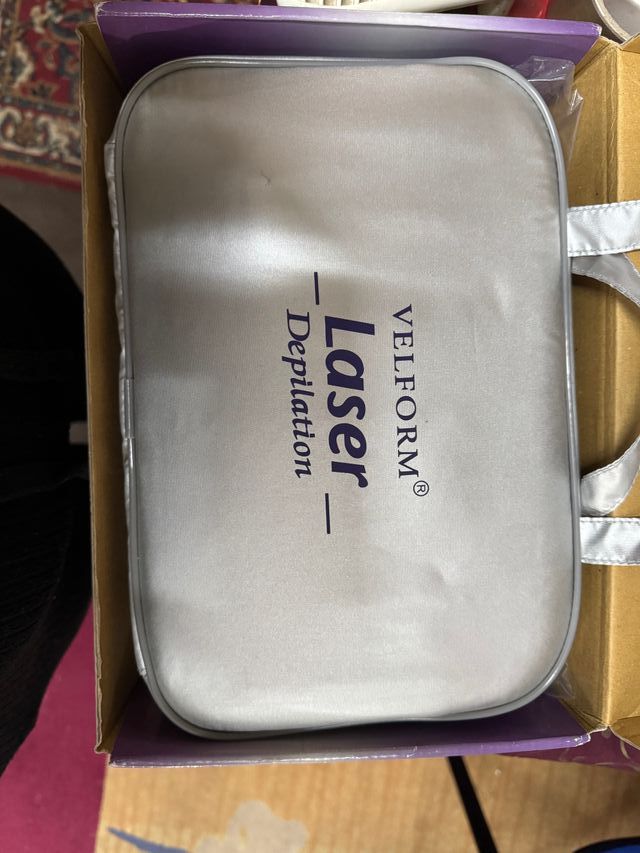 VELFORM®
Laser
Depilation